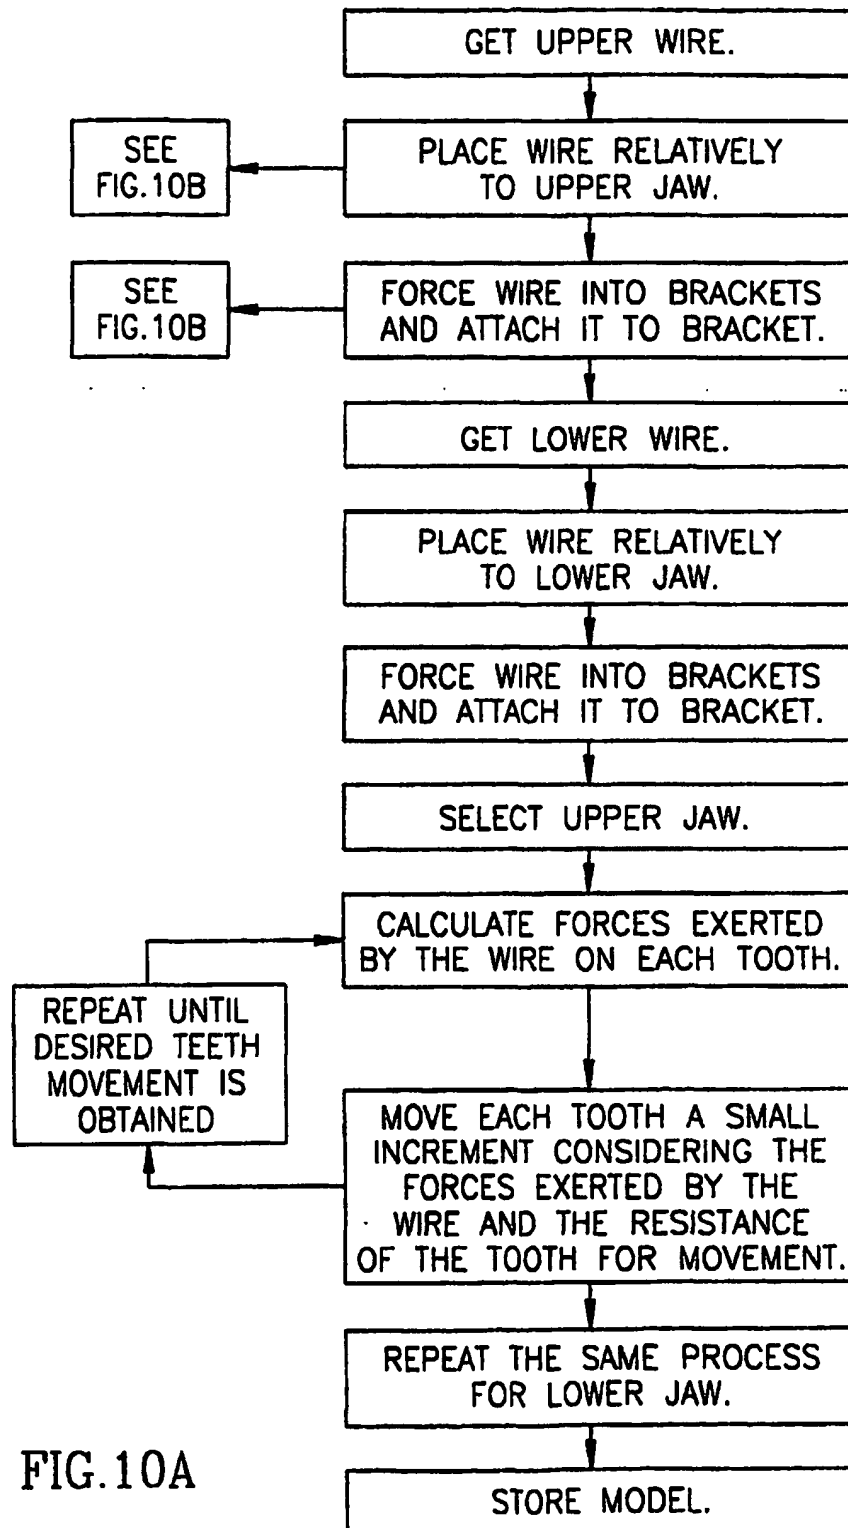 GET UPPER WIRE.
SEE
FIG.10B
PLACE WIRE RELATIVELY
TO UPPER JAW.
SEE
FIG.10B
FORCE WIRE INTO BRACKETS
AND ATTACH IT TO BRACKET.
GET LOWER WIRE.
PLACE WIRE RELATIVELY
TO LOWER JAW.
FORCE WIRE INTO BRACKETS
AND ATTACH IT TO BRACKET.
SELECT UPPER JAW.
CALCULATE FORCES EXERTED
BY THE WIRE ON EACH TOOTH.
REPEAT UNTIL
DESIRED TEETH
MOVEMENT IS
OBTAINED
MOVE EACH TOOTH A SMALL
INCREMENT CONSIDERING THE
FORCES EXERTED BY THE
WIRE AND THE RESISTANCE
OF THE TOOTH FOR MOVEMENT.
REPEAT THE SAME PROCESS
FOR LOWER JAW.
STORE MODEL.
FIG.10A